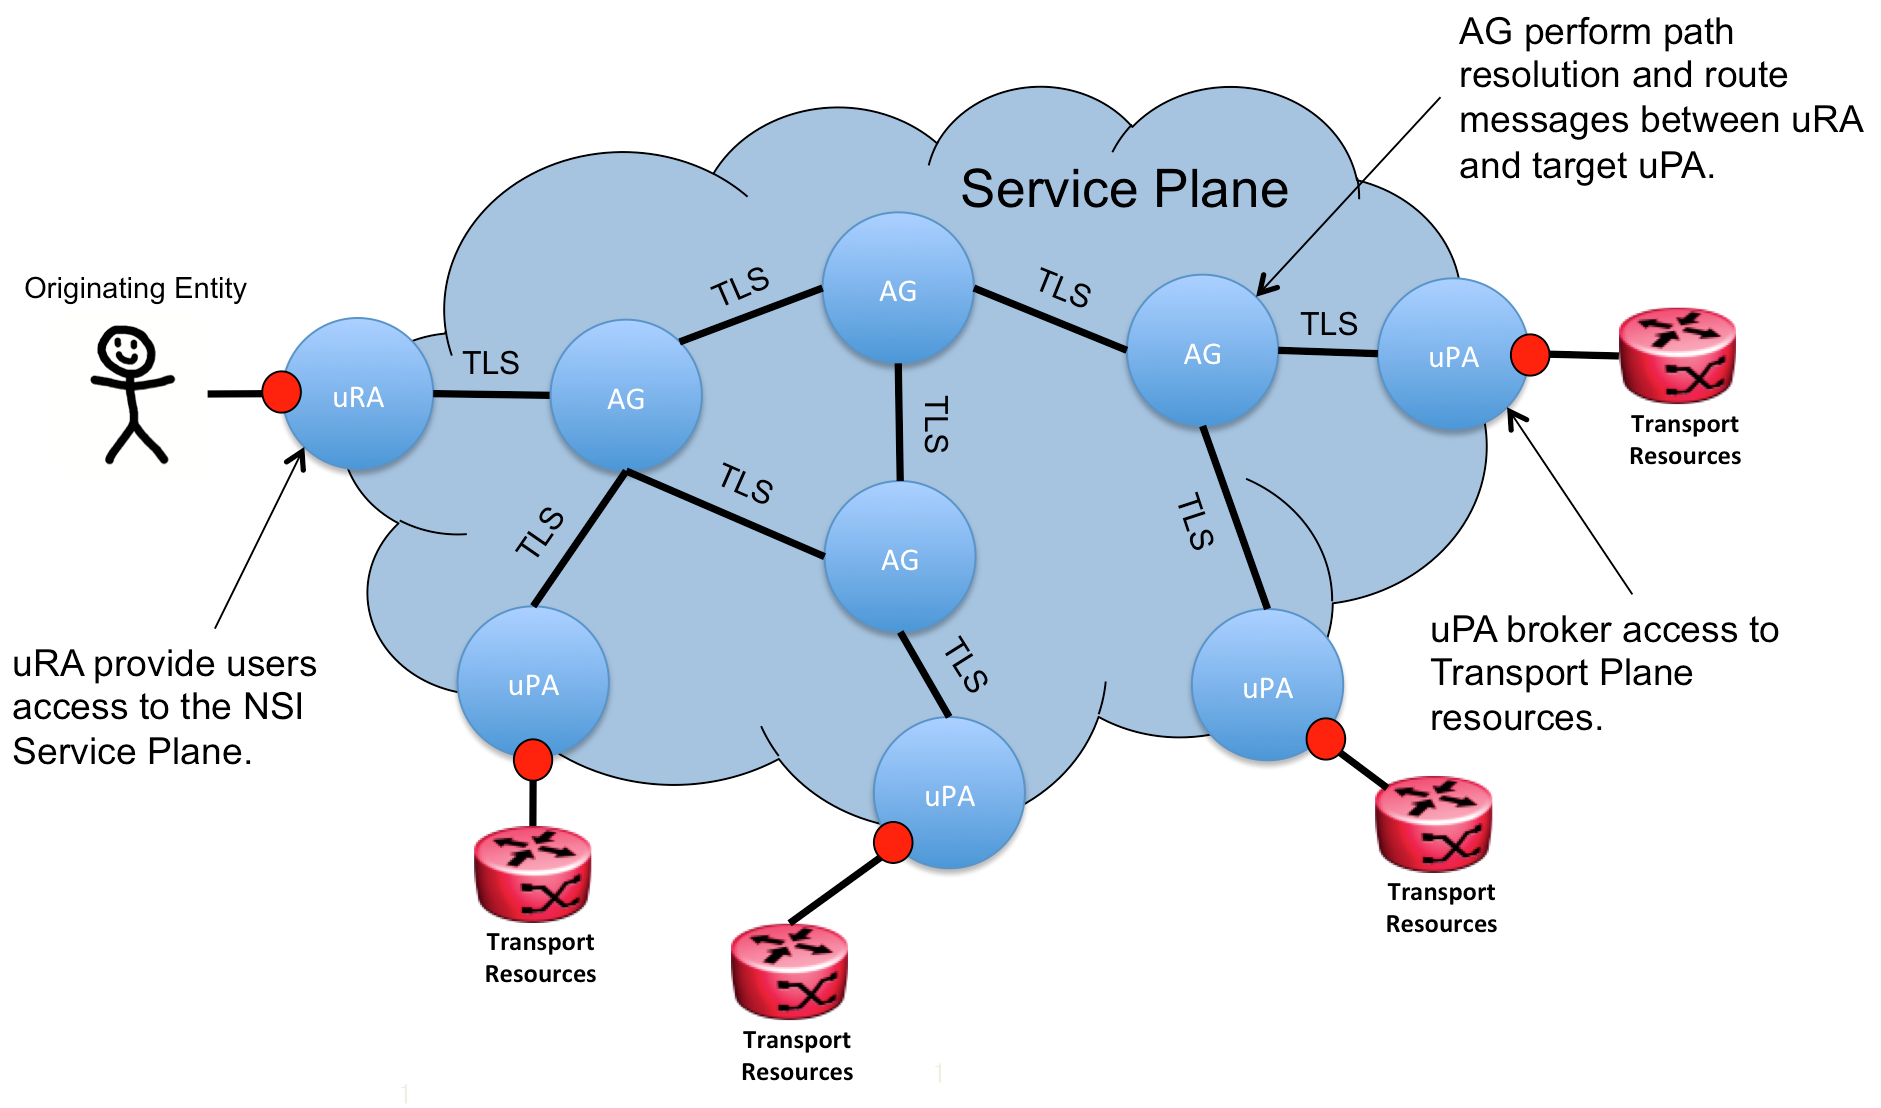 AG perform path
resolution and route
messages between uRA
and target uPA.
Service Plane
Originating Entity
TLS
AG
TLS
TLS
AG
TLS
uPA
uRA
TLS
AG
TLS
Transport
Resources
TLS
TLS
TLS
AG
TLS
uRA provide users
access to the NSI
Service Plane.
uPA
uPA broker access to
Transport Plane
resources.
uPA
uPA
Transport
Resources
Transport
Resources
Transport
Resources
1
1